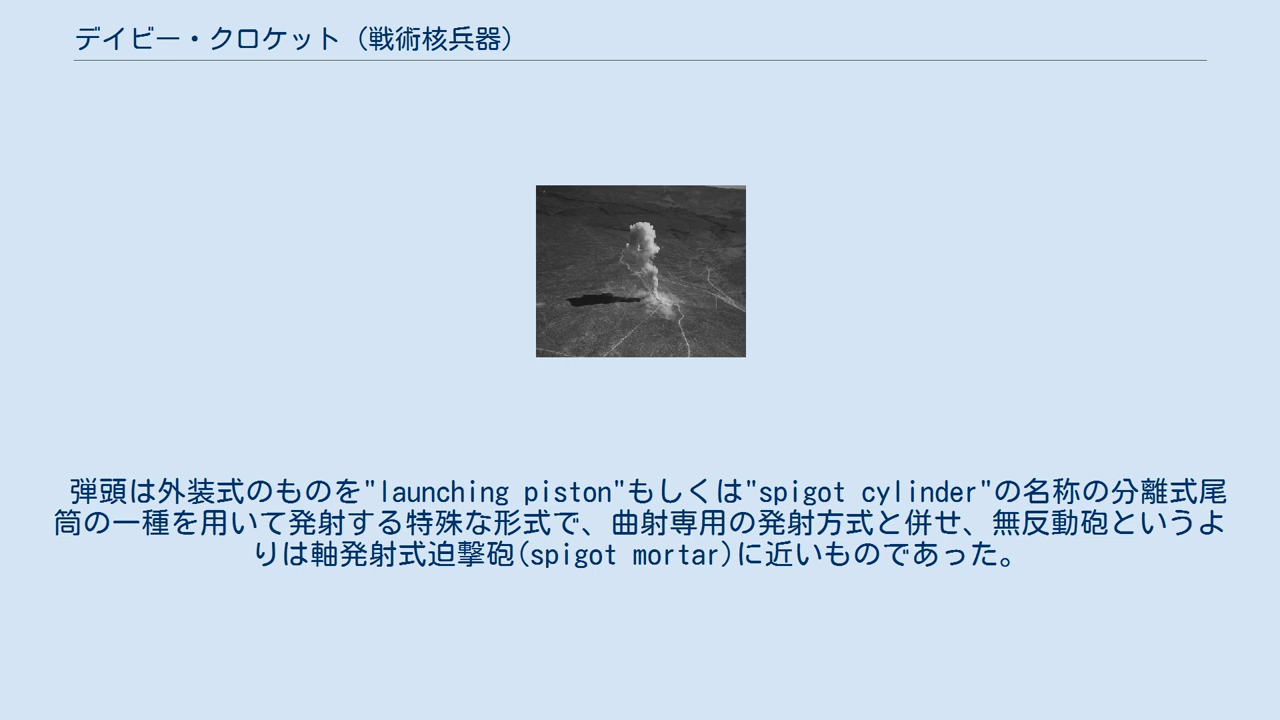 デイビー・クロケット（戦術核兵器）
弾頭は外装式のものを"launching piston"もしくは"spigot cylinder"の名称の分離式尾
筒の一種を用いて発射する特殊な形式で、曲射専用の発射方式と併せ、無反動砲というよ
りは軸発射式迫撃砲(spigot mortar)に近いものであった。